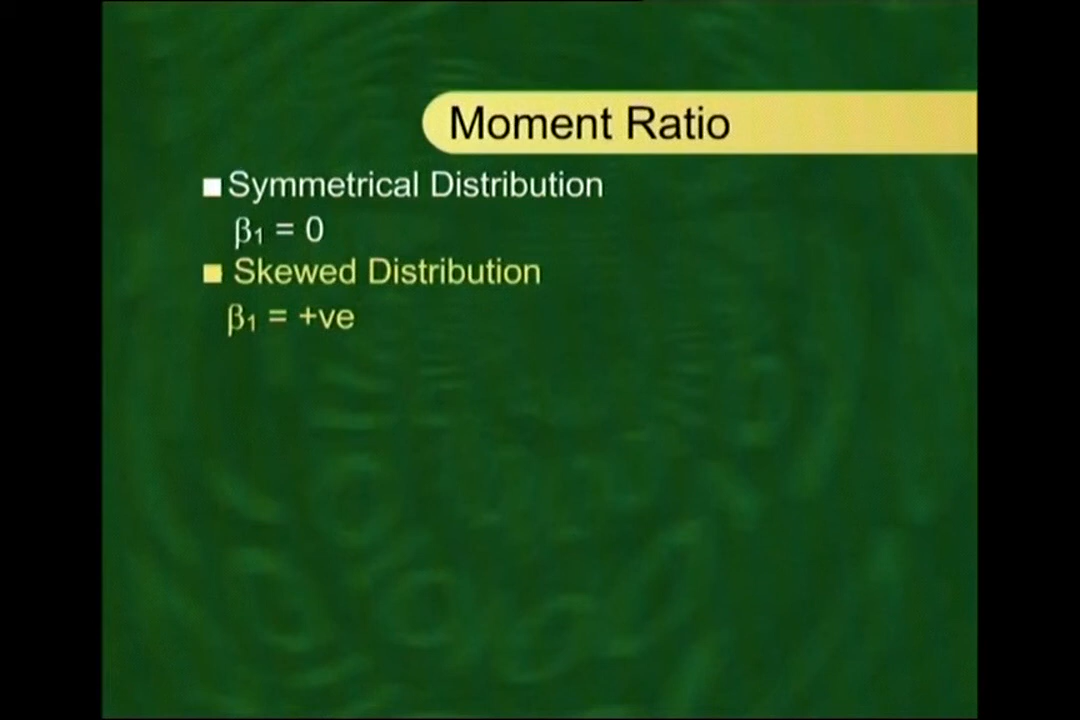 Moment Ratio
■ Symmetrical Distribution
β₁ = 0
■ Skewed Distribution
β₁ = +ve